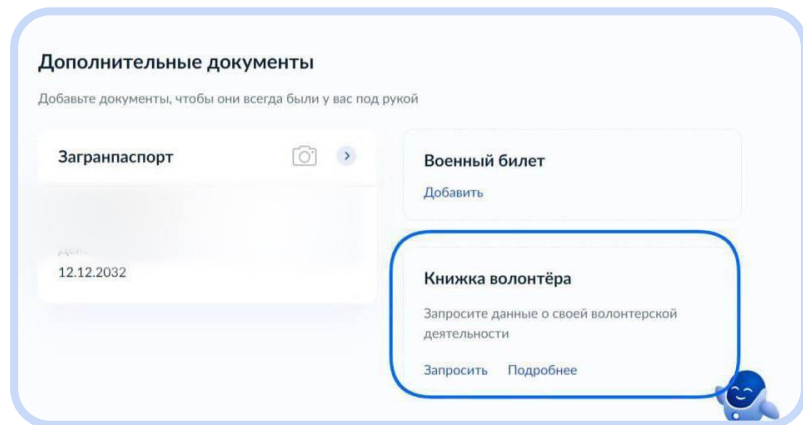 Дополнительные документы
Добавьте документы, чтобы они всегда были у вас под рукой
Загранпаспорт
12.12.2032
Военный билет
Добавить
Книжка волонтёра
Запросите данные о своей волонтерской
деятельности
Запросить Подробнее